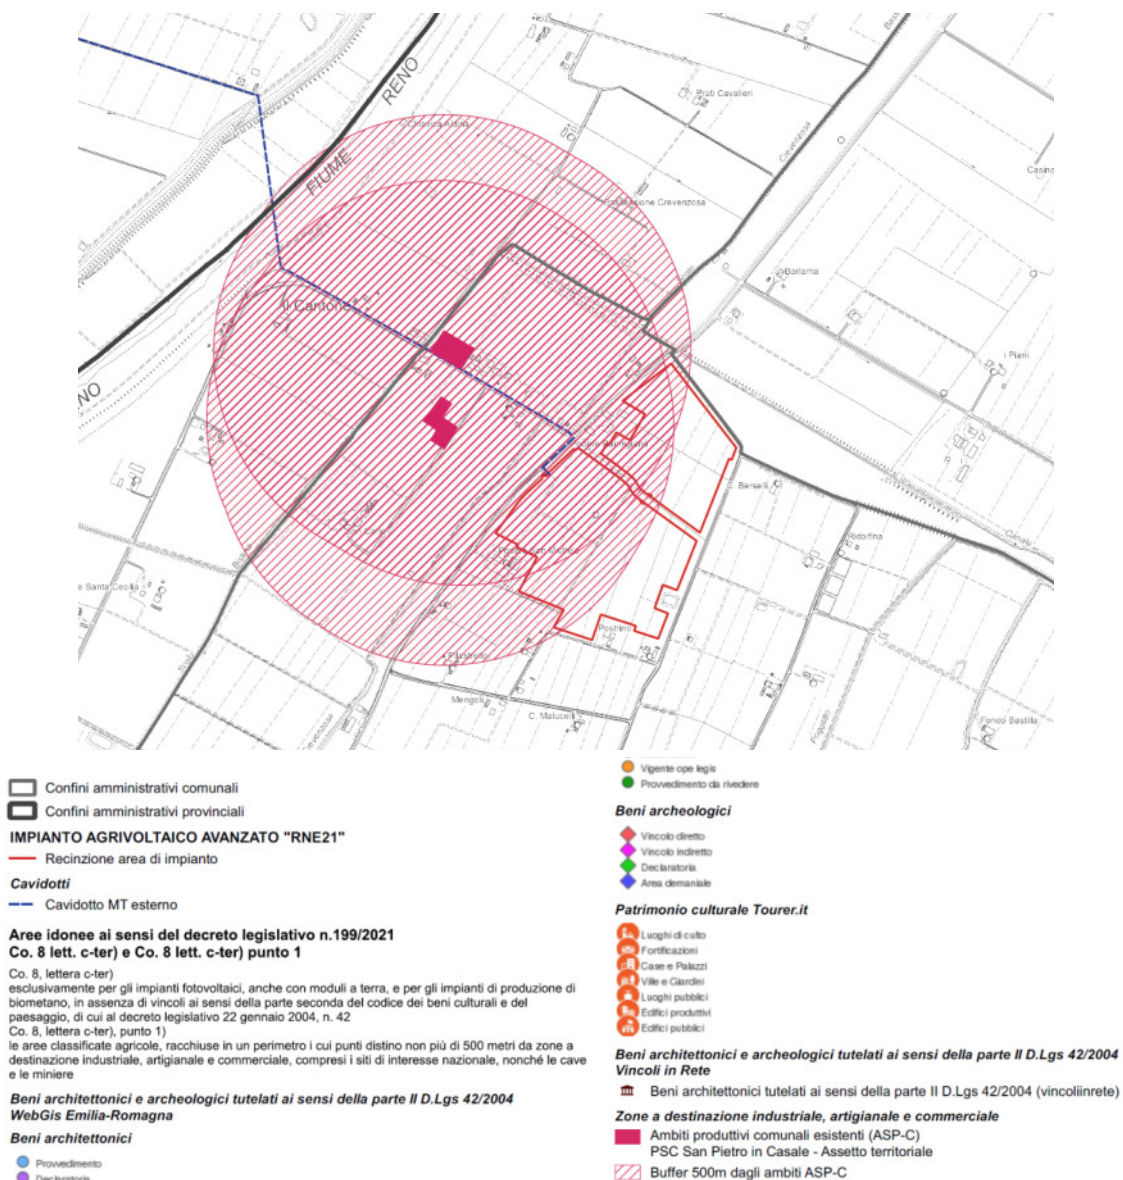 RENO
FIUME
Prati Cavalieri
Crevenzosa
Casino
Crevenzosa
Barlama
i Piani
Il Cantone
NO
C. Barselli
Rodolfina
Canale
e Santa Cecilia
Postrino
Filastrello
Mengoli
C. Malucelli
Crevenzosa
Poggetto
Fondo Bastilla
Confini amministrativi comunali
Confini amministrativi provinciali
IMPIANTO AGRIVOLTAICO AVANZATO "RNE21"
Recinzione area di impianto
Cavidotti
Cavidotto MT esterno
Aree idonee ai sensi del decreto legislativo n.199/2021
Co. 8 lett. c-ter) e Co. 8 lett. c-ter) punto 1
Co. 8, lettera c-ter)
esclusivamente per gli impianti fotovoltaici, anche con moduli a terra, e per gli impianti di produzione di
biometano, in assenza di vincoli ai sensi della parte seconda del codice dei beni culturali e del
paesaggio, di cui al decreto legislativo 22 gennaio 2004, n. 42
Co. 8, lettera c-ter), punto 1)
le aree classificate agricole, racchiuse in un perimetro i cui punti distino non più di 500 metri da zone a
destinazione industriale, artigianale e commerciale, compresi i siti di interesse nazionale, nonché le cave
e le miniere
Beni architettonici e archeologici tutelati ai sensi della parte II D.Lgs 42/2004
WebGis Emilia-Romagna
Beni architettonici
Provvedimento
Declaratoria
Vigente ope legis
Provvedimento da rivedere
Beni archeologici
Vincolo diretto
Vincolo indiretto
Declaratoria
Area demaniale
Patrimonio culturale Tourer.it
Luoghi di culto
Fortificazioni
Case e Palazzi
Ville e Giardini
Luoghi pubblici
Edifici produttivi
Edifici pubblici
Beni architettonici e archeologici tutelati ai sensi della parte II D.Lgs 42/2004
Vincoli in Rete
Beni architettonici tutelati ai sensi della parte II D.Lgs 42/2004 (vincoliinrete)
Zone a destinazione industriale, artigianale e commerciale
Ambiti produttivi comunali esistenti (ASP-C)
PSC San Pietro in Casale - Assetto territoriale
Buffer 500m dagli ambiti ASP-C